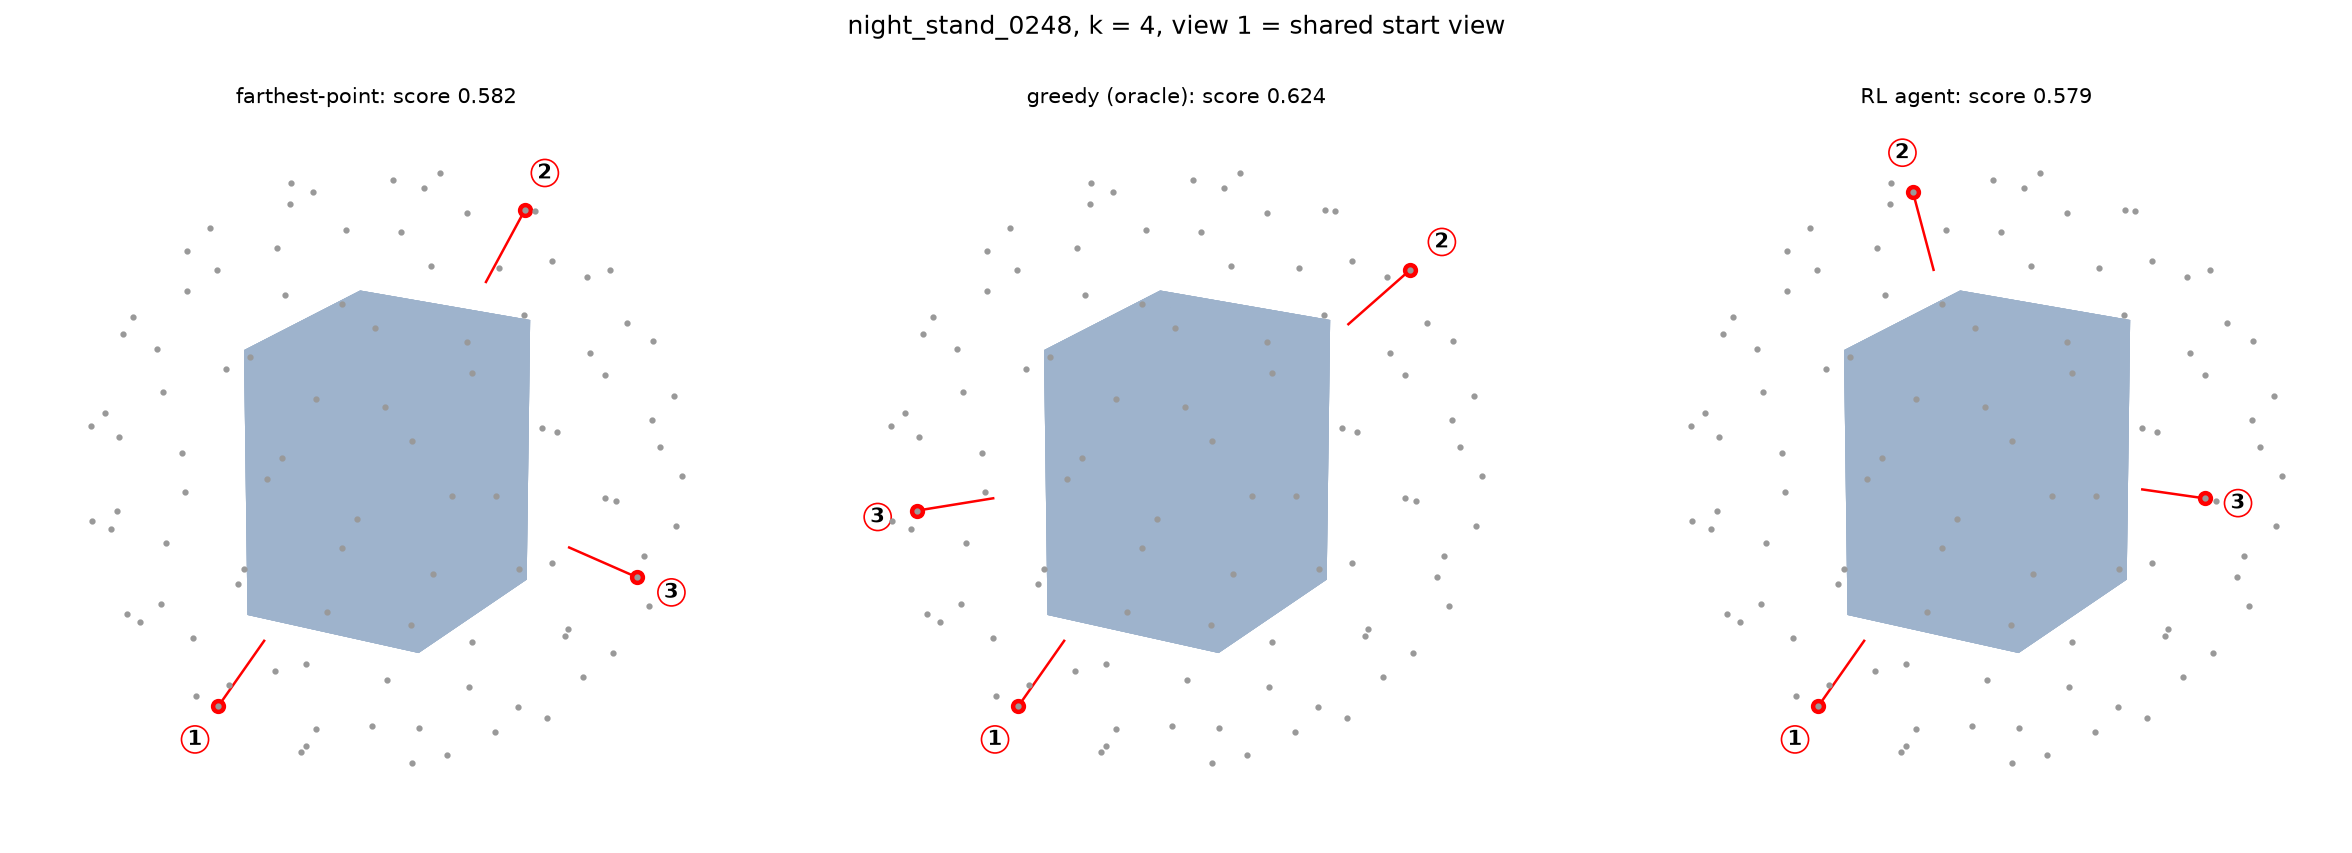 night_stand_0248, k = 4, view 1 = shared start view
farthest-point: score 0.582
2
3
1
greedy (oracle): score 0.624
2
3
1
RL agent: score 0.579
2
3
1